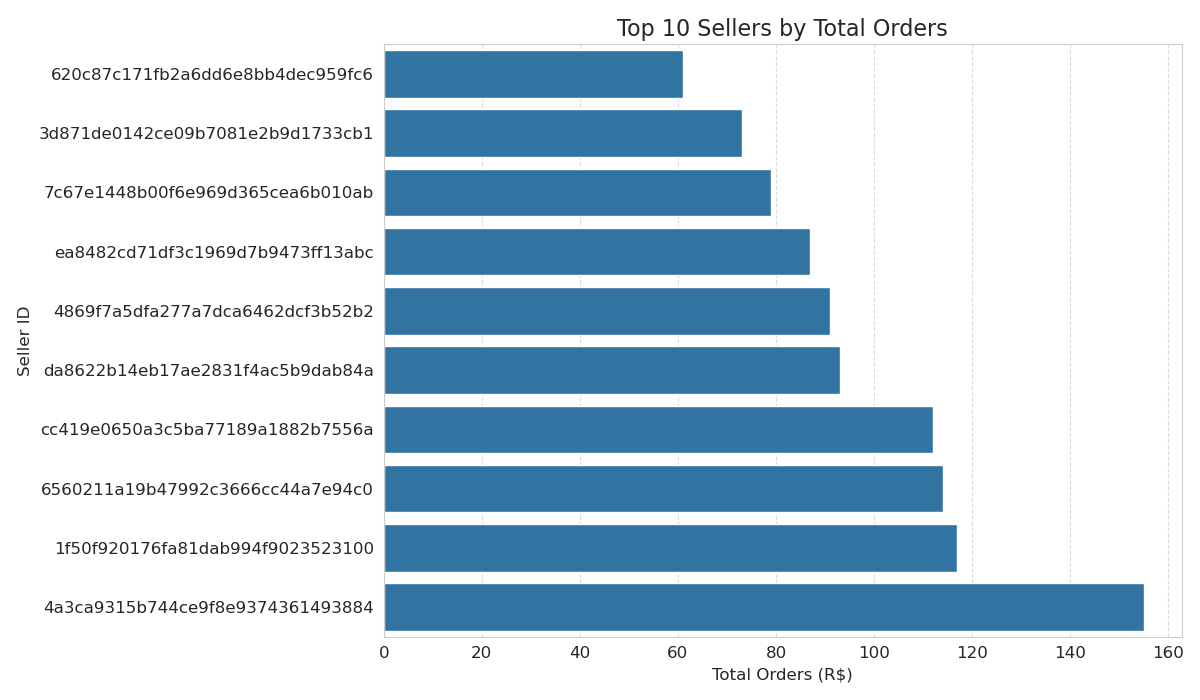 Top 10 Sellers by Total Orders
Seller ID
620c87c171fb2a6dd6e8bb4dec959fc6
3d871de0142ce09b7081e2b9d1733cb1
7c67e1448b00f6e969d365cea6b010ab
ea8482cd71df3c1969d7b9473ff13abc
4869f7a5dfa277a7dca6462dcf3b52b2
da8622b14eb17ae2831f4ac5b9dab84a
cc419e0650a3c5ba77189a1882b7556a
6560211a19b47992c3666cc44a7e94c0
1f50f920176fa81dab994f9023523100
4a3ca9315b744ce9f8e9374361493884
0 20 40 60 80 100 120 140 160
Total Orders (R$)